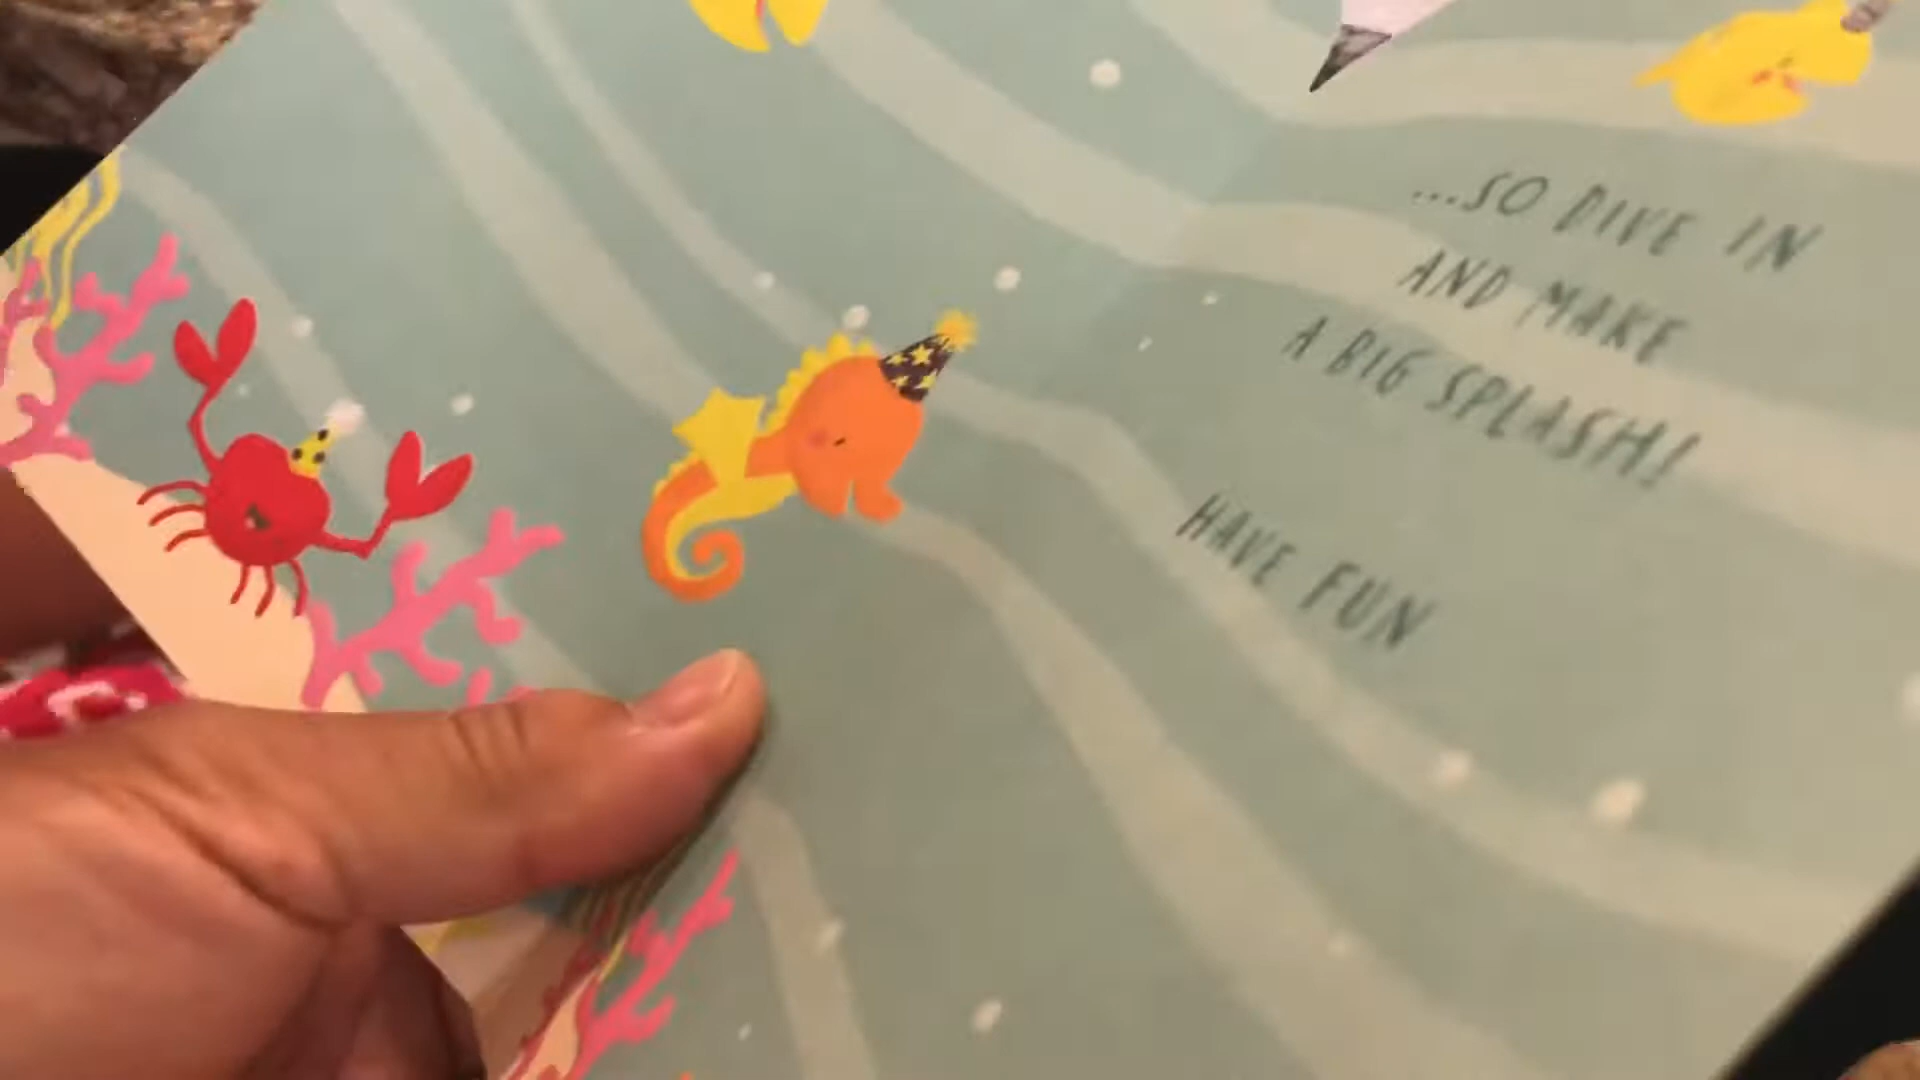 ...SO DIVE IN
AND MAKE
A BIG SPLASH!
HAVE FUN